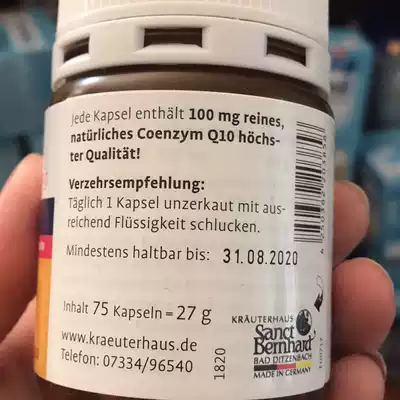 Jede Kapsel enthält 100 mg reines,
natürliches Coenzym Q10 höchs-
ter Qualität!
Verzehrsempfehlung:
Täglich 1 Kapsel unzerkaut mit aus-
reichend Flüssigkeit schlucken.
Mindestens haltbar bis: 31.08.2020
Inhalt 75 Kapseln = 27 g
www.kraeuterhaus.de
Telefon: 07334/96540
1820
KRÄUTERHAUS
Sanct
Bernhard
BAD DITZENBACH
MADE IN GERMANY